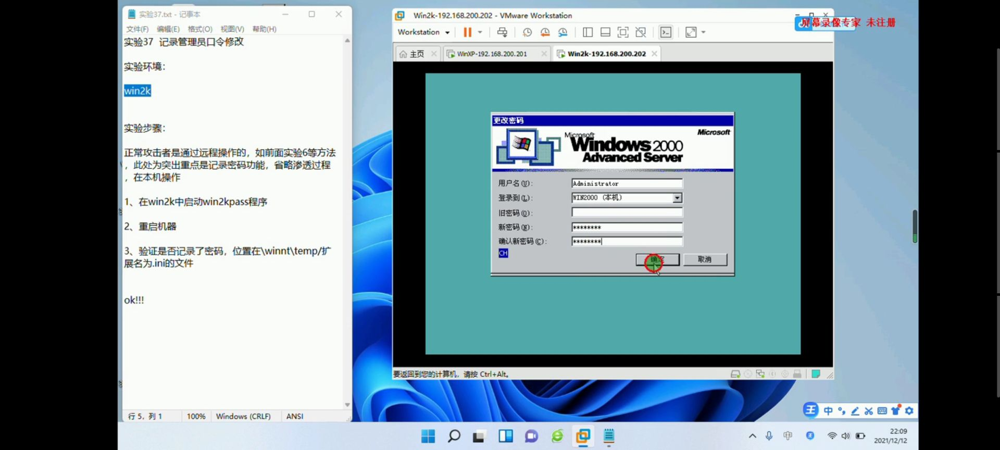 实验37.txt - 记事本
文件(F) 编辑(E) 格式(O) 视图(V) 帮助(H)
实验37 记录管理员口令修改
实验环境：
win2k
实验步骤：
正常攻击者是通过远程操作的，如前面实验6等方法
，此处为突出重点是记录密码功能，省略渗透过程
，在本机操作
1、在win2k中启动win2kpass程序
2、重启机器
3、验证是否记录了密码，位置在\winnt\temp/扩
展名为.ini的文件
ok!!!
行 5，列 1 100% Windows (CRLF) ANSI
Win2k-192.168.200.202 - VMware Workstation
屏幕录像专家 未注册
Workstation
主页 WinXP-192.168.200.201 Win2k-192.168.200.202
更改密码
Microsoft
Microsoft
Windows 2000
Advanced Server
用户名(U): Administrator
登录到(L): WIN2000 (本机)
旧密码(O):
新密码(N): ********
确认新密码(C): ********
CH
确定 取消
要返回到您的计算机，请按 Ctrl+Alt。
王 中
中
22:09
2021/12/12